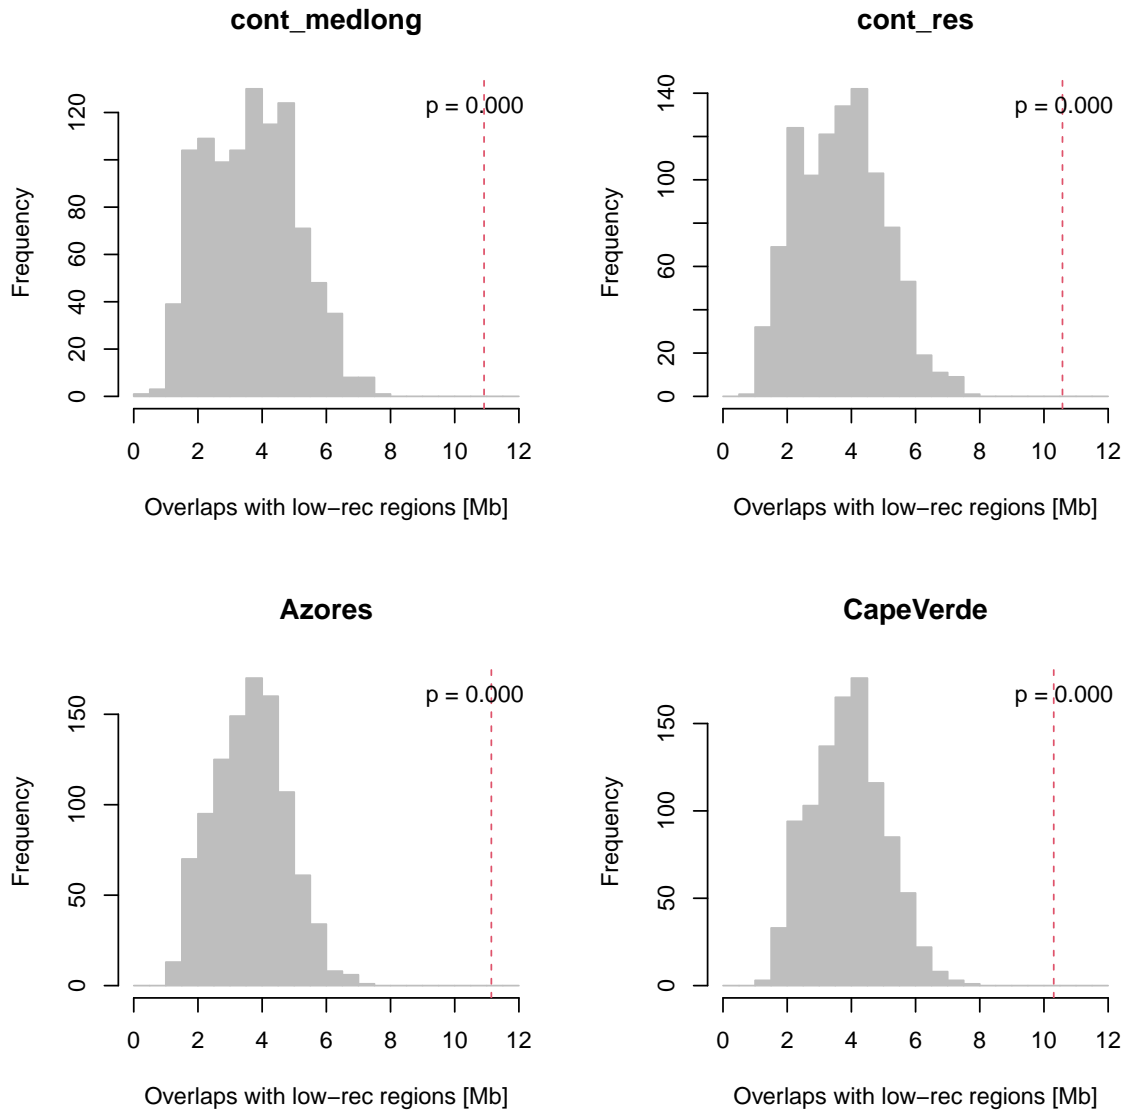 cont_medlong
p = 0.000
Frequency
0 20 40 60 80 120
0 2 4 6 8 10 12
Overlaps with low−rec regions [Mb]
cont_res
p = 0.000
Frequency
0 20 60 100 140
0 2 4 6 8 10 12
Overlaps with low−rec regions [Mb]
Azores
p = 0.000
Frequency
0 50 100 150
0 2 4 6 8 10 12
Overlaps with low−rec regions [Mb]
CapeVerde
p = 0.000
Frequency
0 50 100 150
0 2 4 6 8 10 12
Overlaps with low−rec regions [Mb]